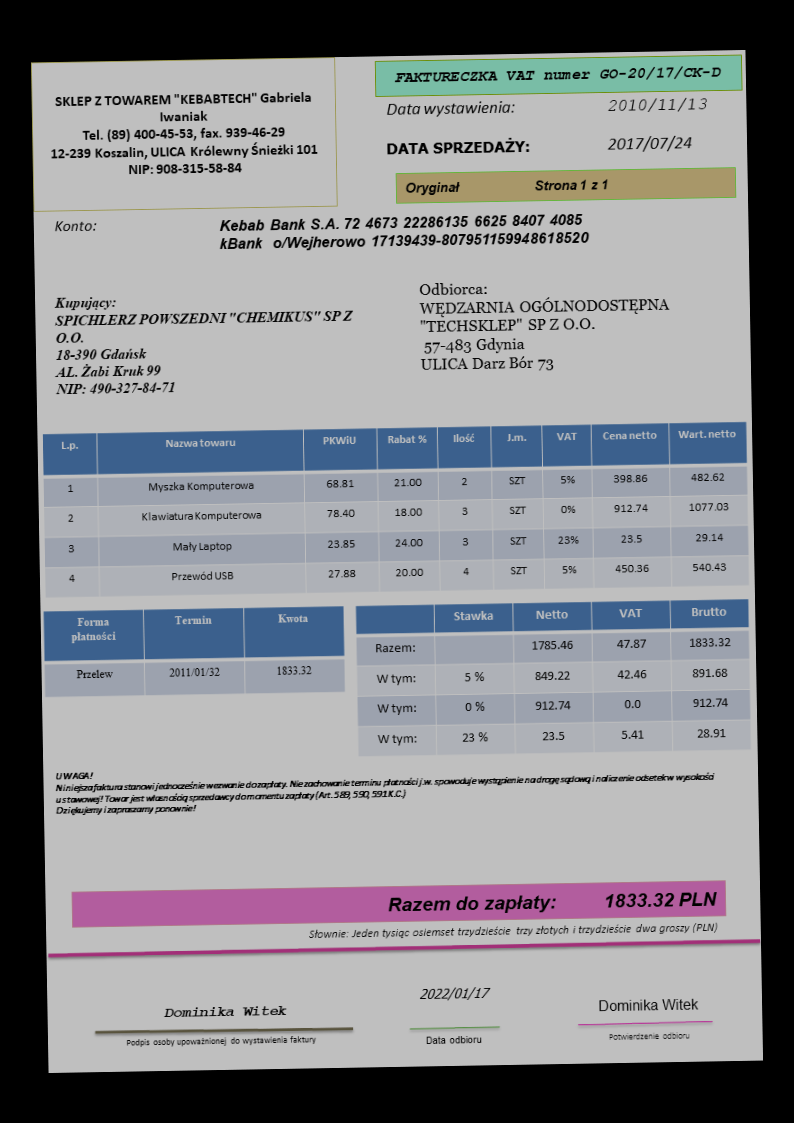 SKLEP Z TOWAREM "KEBABTECH" Gabriela
Iwaniak
Tel. (89) 400-45-53, fax. 939-46-29
12-239 Koszalin, ULICA Królewny Śnieżki 101
NIP: 908-315-58-84
FAKTURECZKA VAT numer GO-20/17/CK-D
Data wystawienia: 2010/11/13
DATA SPRZEDAŻY: 2017/07/24
Oryginał Strona 1 z 1
Konto: Kebab Bank S.A. 72 4673 22286135 6625 8407 4085
kBank o/Wejherowo 17139439-807951159948618520
Kupujący:
SPICHLERZ POWSZEDNI "CHEMIKUS" SP Z
O.O.
18-390 Gdańsk
AL. Żabi Kruk 99
NIP: 490-327-84-71
Odbiorca:
WĘDZARNIA OGÓLNODOSTĘPNA
"TECHSKLEP" SP Z O.O.
57-483 Gdynia
ULICA Darz Bór 73
L.p. Nazwa towaru PKWiU Rabat % Ilość J.m. VAT Cena netto Wart. netto
1 Myszka Komputerowa 68.81 21.00 2 SZT 5% 398.86 482.62
2 Klawiatura Komputerowa 78.40 18.00 3 SZT 0% 912.74 1077.03
3 Mały Laptop 23.85 24.00 3 SZT 23% 23.5 29.14
4 Przewód USB 27.88 20.00 4 SZT 5% 450.36 540.43
Forma płatności Termin Kwota
Przelew 2011/01/32 1833.32
Stawka Netto VAT Brutto
Razem: 1785.46 47.87 1833.32
W tym: 5 % 849.22 42.46 891.68
W tym: 0 % 912.74 0.0 912.74
W tym: 23 % 23.5 5.41 28.91
UWAGA!
Niniejsza faktura stanowi jednocześnie wezwanie do zapłaty. Nie zachowanie terminu płatności j.w. spowoduje wystąpienie na drogę sądową i naliczenie odsetek w wysokości
ustawowej! Towar jest własnością sprzedawcy do momentu zapłaty (Art. 589, 590, 591 K.C.)
Dziękujemy i zapraszamy ponownie!
Razem do zapłaty: 1833.32 PLN
Słownie: Jeden tysiąc osiemset trzydzieście trzy złotych i trzydzieście dwa groszy (PLN)
Dominika Witek
Podpis osoby upoważnionej do wystawienia faktury
2022/01/17
Data odbioru
Dominika Witek
Potwierdzenie odbioru